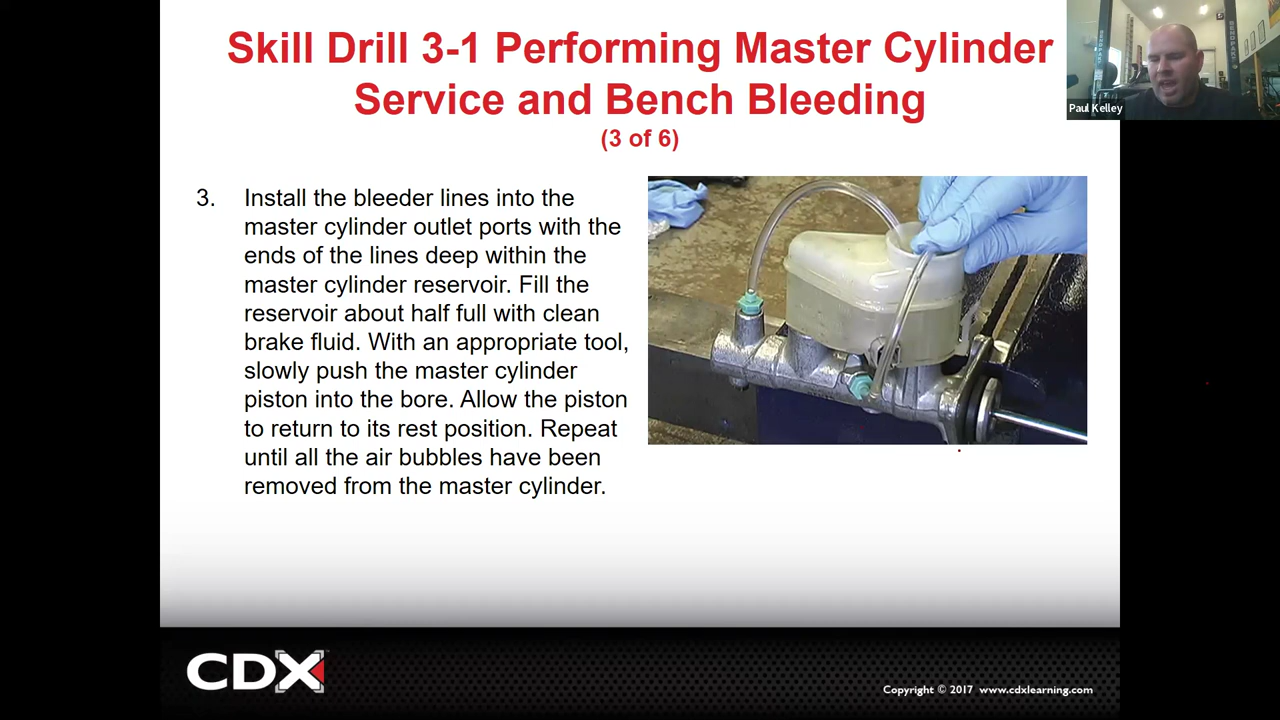 Skill Drill 3-1 Performing Master Cylinder
Service and Bench Bleeding
(3 of 6)
Paul Kelley
3. Install the bleeder lines into the
master cylinder outlet ports with the
ends of the lines deep within the
master cylinder reservoir. Fill the
reservoir about half full with clean
brake fluid. With an appropriate tool,
slowly push the master cylinder
piston into the bore. Allow the piston
to return to its rest position. Repeat
until all the air bubbles have been
removed from the master cylinder.
CDX
Copyright © 2017 www.cdxlearning.com